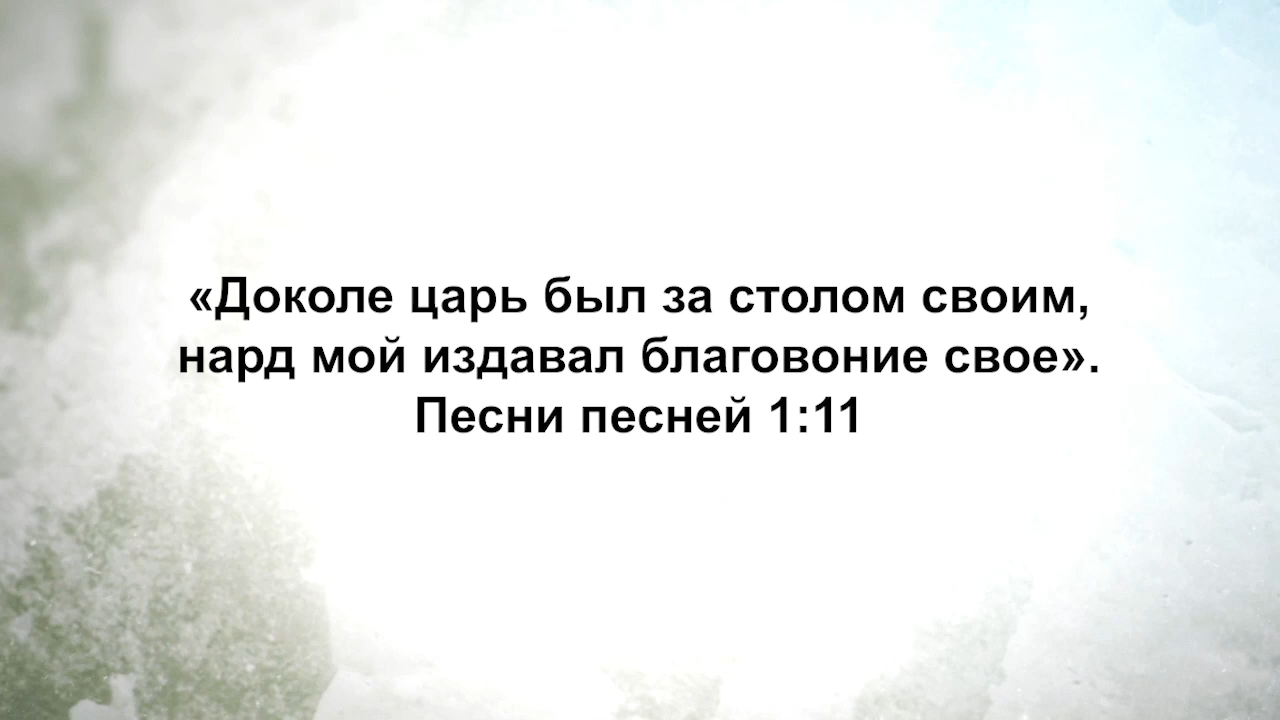 «Доколе царь был за столом своим,
нард мой издавал благовоние свое».
Песни песней 1:11